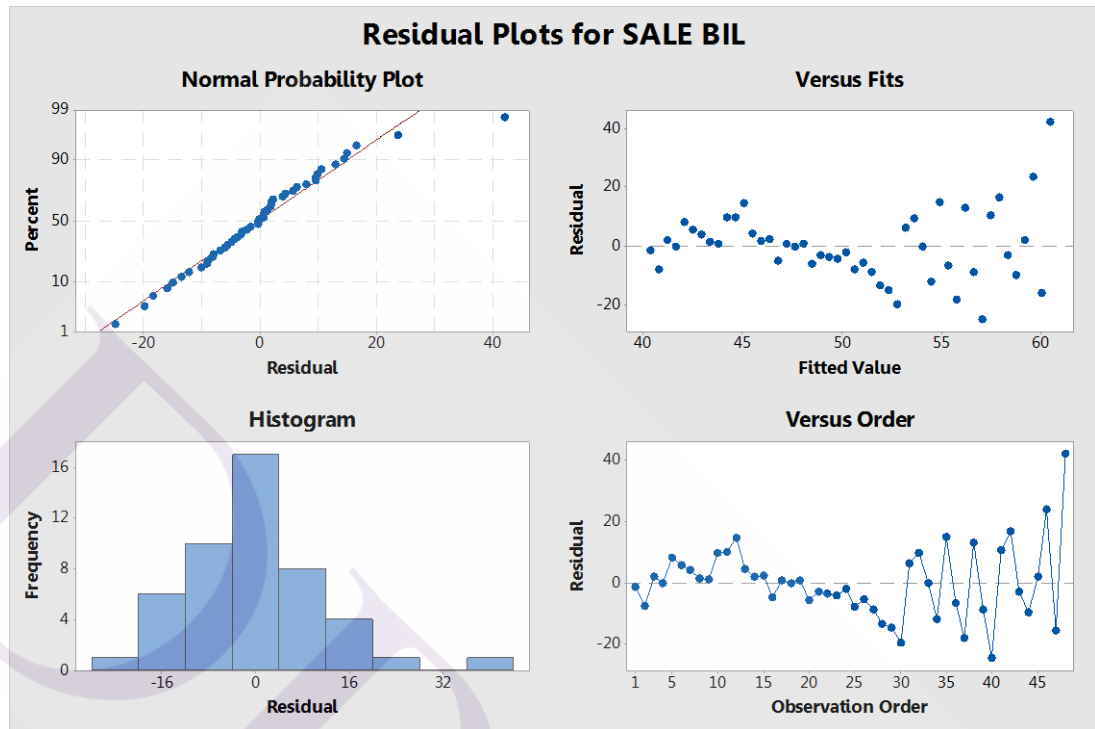 Residual Plots for SALE BIL
Normal Probability Plot
99
90
50
10
1
Percent
-20 0 20 40
Residual
Versus Fits
40
20
0
-20
Residual
40 45 50 55 60
Fitted Value
Histogram
16
12
8
4
0
Frequency
-16 0 16 32
Residual
Versus Order
40
20
0
-20
Residual
1 5 10 15 20 25 30 35 40 45
Observation Order